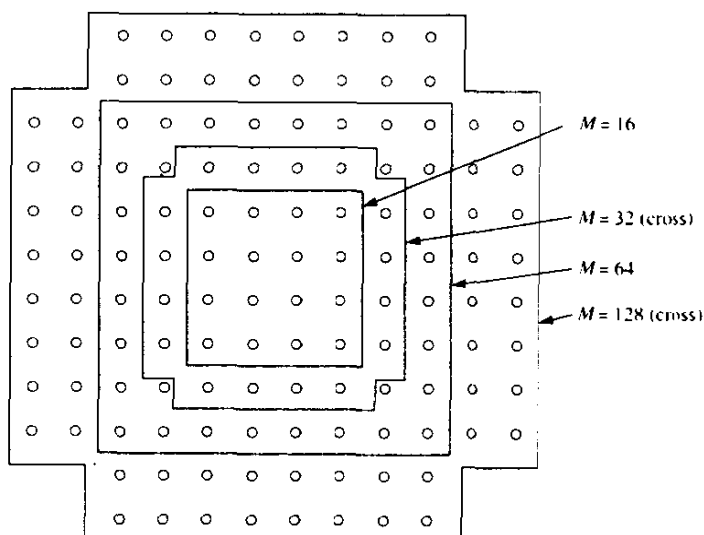 M = 16
M = 32 (cross)
M = 64
M = 128 (cross)